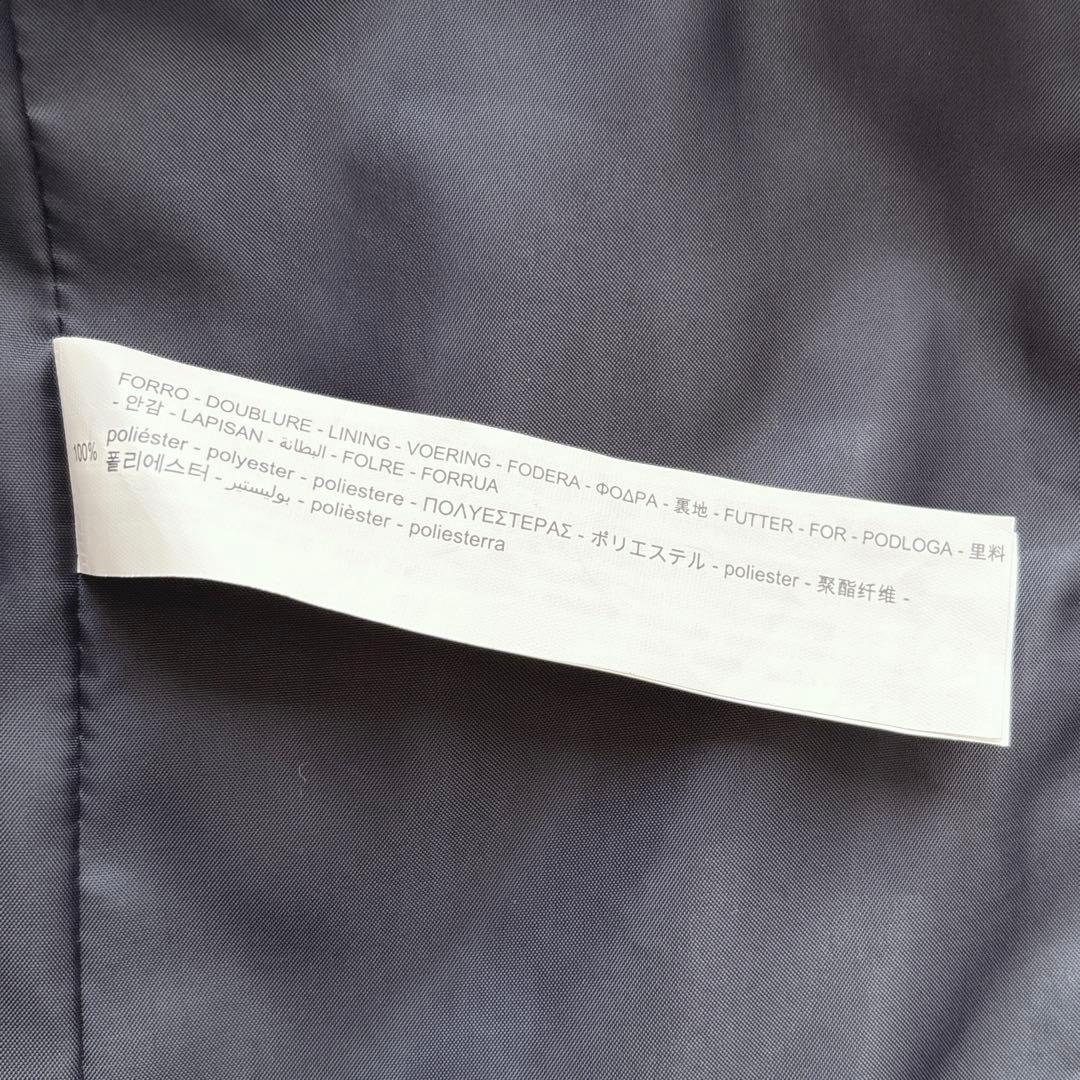 FORRO - DOUBLURE - LINING - VOERING - FODERA - ΦΟΔΡΑ - 裏地 - FUTTER - FOR - PODLOGA - 里料
- 안감 - LAPISAN - البطانة - FOLRE - FORRUA
100% poliéster - polyester - poliestere - ΠΟΛΥΕΣΤΕΡΑΣ - ポリエステル - poliester - 聚酯纤维 -
폴리에스터 - بوليستير - polièster - poliesterra